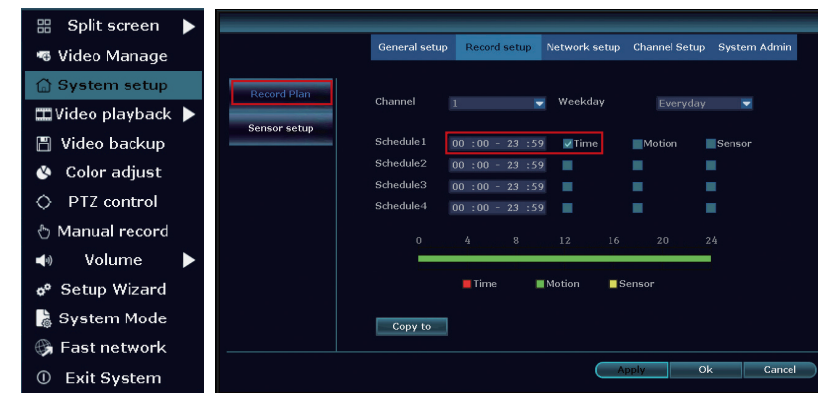 Split screen
Video Manage
System setup
Video playback
Video backup
Color adjust
PTZ control
Manual record
Volume
Setup Wizard
System Mode
Fast network
Exit System
General setup Record setup Network setup Channel Setup System Admin
Record Plan
Sensor setup
Channel 1 Weekday Everyday
Schedule1 00 :00 - 23 :59 Time Motion Sensor
Schedule2 00 :00 - 23 :59
Schedule3 00 :00 - 23 :59
Schedule4 00 :00 - 23 :59
0 4 8 12 16 20 24
Time Motion Sensor
Copy to
Apply Ok Cancel